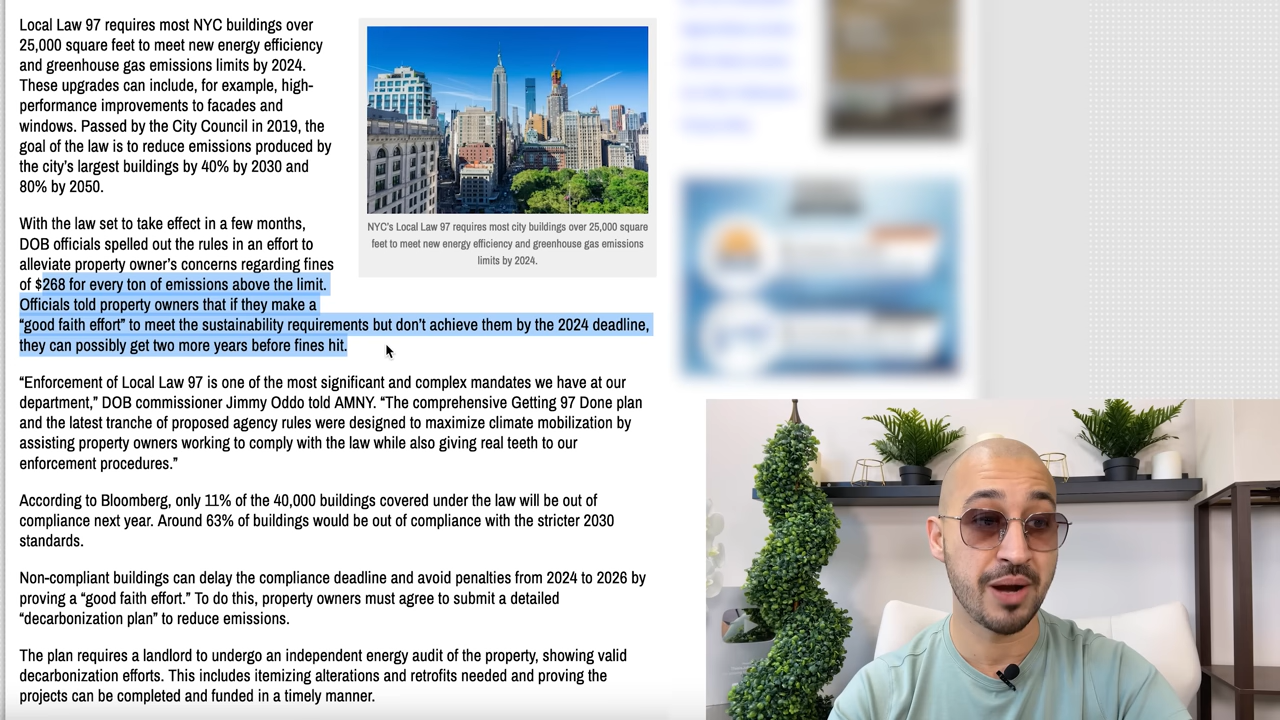 Local Law 97 requires most NYC buildings over
25,000 square feet to meet new energy efficiency
and greenhouse gas emissions limits by 2024.
These upgrades can include, for example, high-
performance improvements to facades and
windows. Passed by the City Council in 2019, the
goal of the law is to reduce emissions produced by
the city’s largest buildings by 40% by 2030 and
80% by 2050.
NYC’s Local Law 97 requires most city buildings over 25,000 square
feet to meet new energy efficiency and greenhouse gas emissions
limits by 2024.
With the law set to take effect in a few months,
DOB officials spelled out the rules in an effort to
alleviate property owner’s concerns regarding fines
of $268 for every ton of emissions above the limit.
Officials told property owners that if they make a
“good faith effort” to meet the sustainability requirements but don’t achieve them by the 2024 deadline,
they can possibly get two more years before fines hit.
“Enforcement of Local Law 97 is one of the most significant and complex mandates we have at our
department,” DOB commissioner Jimmy Oddo told AMNY. “The comprehensive Getting 97 Done plan
and the latest tranche of proposed agency rules were designed to maximize climate mobilization by
assisting property owners working to comply with the law while also giving real teeth to our
enforcement procedures.”
According to Bloomberg, only 11% of the 40,000 buildings covered under the law will be out of
compliance next year. Around 63% of buildings would be out of compliance with the stricter 2030
standards.
Non-compliant buildings can delay the compliance deadline and avoid penalties from 2024 to 2026 by
proving a “good faith effort.” To do this, property owners must agree to submit a detailed
“decarbonization plan” to reduce emissions.
The plan requires a landlord to undergo an independent energy audit of the property, showing valid
decarbonization efforts. This includes itemizing alterations and retrofits needed and proving the
projects can be completed and funded in a timely manner.